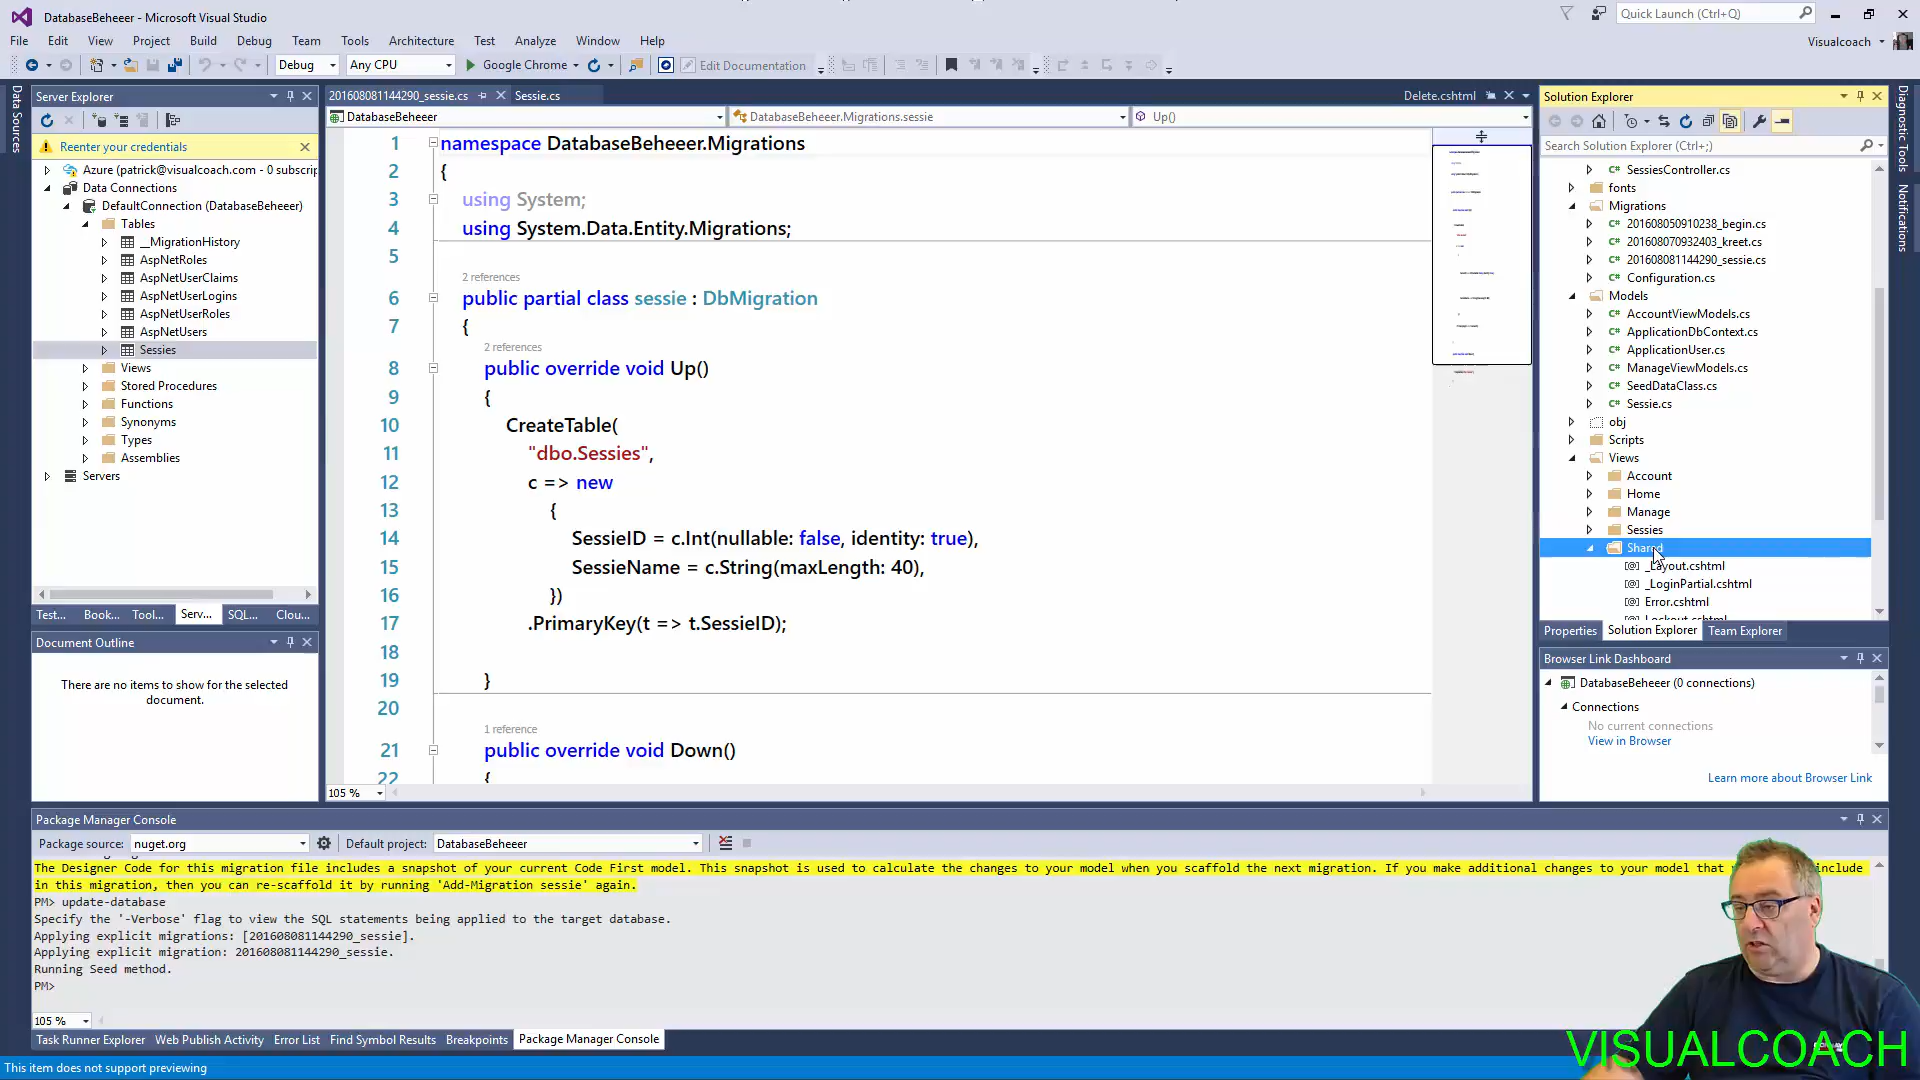 DatabaseBeheeer - Microsoft Visual Studio
Quick Launch (Ctrl+Q)
File Edit View Project Build Debug Team Tools Architecture Test Analyze Window Help
Visualcoach
Debug Any CPU Google Chrome Edit Documentation
Data Sources
Server Explorer
Reenter your credentials
Azure (patrick@visualcoach.com - 0 subscrip
Data Connections
DefaultConnection (DatabaseBeheeer)
Tables
__MigrationHistory
AspNetRoles
AspNetUserClaims
AspNetUserLogins
AspNetUserRoles
AspNetUsers
Sessies
Views
Stored Procedures
Functions
Synonyms
Types
Assemblies
Servers
Test... Book... Tool... Serv... SQL... Clou...
Document Outline
There are no items to show for the selected
document.
201608081144290_sessie.cs Sessie.cs Delete.cshtml
DatabaseBeheeer DatabaseBeheeer.Migrations.sessie Up()
1 namespace DatabaseBeheeer.Migrations
2 {
3 using System;
4 using System.Data.Entity.Migrations;
5
2 references
6 public partial class sessie : DbMigration
7 {
2 references
8 public override void Up()
9 {
10 CreateTable(
11 "dbo.Sessies",
12 c => new
13 {
14 SessieID = c.Int(nullable: false, identity: true),
15 SessieName = c.String(maxLength: 40),
16 })
17 .PrimaryKey(t => t.SessieID);
18
19 }
20
1 reference
21 public override void Down()
22 {
105 %
Solution Explorer
Search Solution Explorer (Ctrl+;)
SessiesController.cs
fonts
Migrations
201608050910238_begin.cs
201608070932403_kreet.cs
201608081144290_sessie.cs
Configuration.cs
Models
AccountViewModels.cs
ApplicationDbContext.cs
ApplicationUser.cs
ManageViewModels.cs
SeedDataClass.cs
Sessie.cs
obj
Scripts
Views
Account
Home
Manage
Sessies
Shared
_Layout.cshtml
_LoginPartial.cshtml
Error.cshtml
Lockout.cshtml
Properties Solution Explorer Team Explorer
Browser Link Dashboard
DatabaseBeheeer (0 connections)
Connections
No current connections
View in Browser
Learn more about Browser Link
Diagnostic Tools
Notifications
Package Manager Console
Package source: nuget.org Default project: DatabaseBeheeer
The Designer Code for this migration file includes a snapshot of your current Code First model. This snapshot is used to calculate the changes to your model when you scaffold the next migration. If you make additional changes to your model that include
in this migration, then you can re-scaffold it by running 'Add-Migration sessie' again.
PM> update-database
Specify the '-Verbose' flag to view the SQL statements being applied to the target database.
Applying explicit migrations: [201608081144290_sessie].
Applying explicit migration: 201608081144290_sessie.
Running Seed method.
PM>
105 %
Task Runner Explorer Web Publish Activity Error List Find Symbol Results Breakpoints Package Manager Console
This item does not support previewing
VISUALCOACH